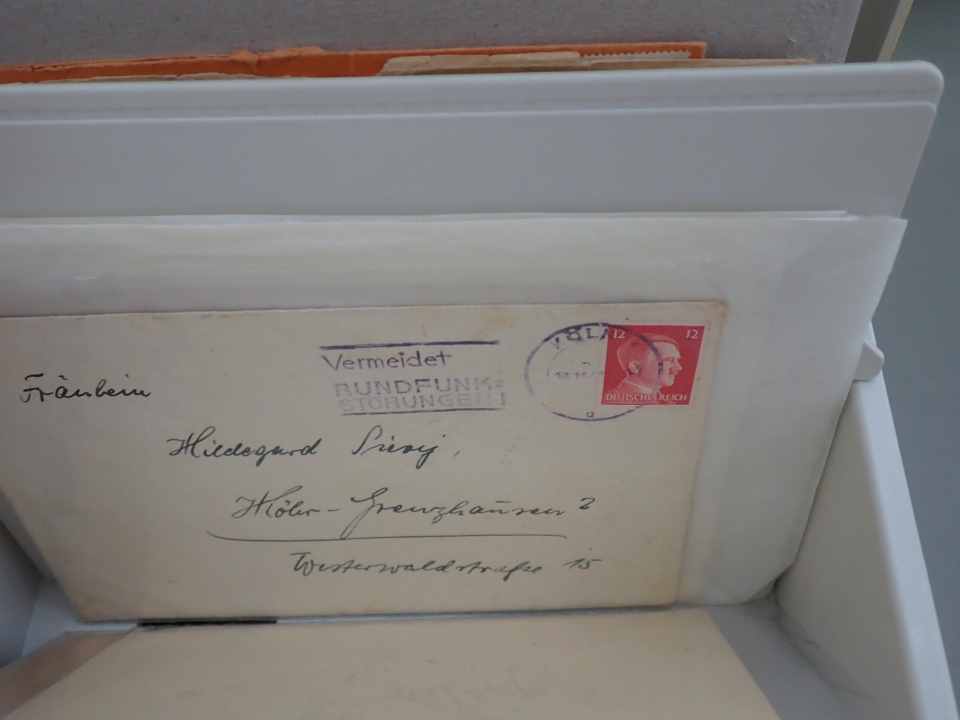 Vermeidet
RUNDFUNK=
STÖRUNGEN!
12 12
DEUTSCHES REICH
Fräulein
Hildegard
Höhr-Grenzhausen 2
Westerwaldstraße 15